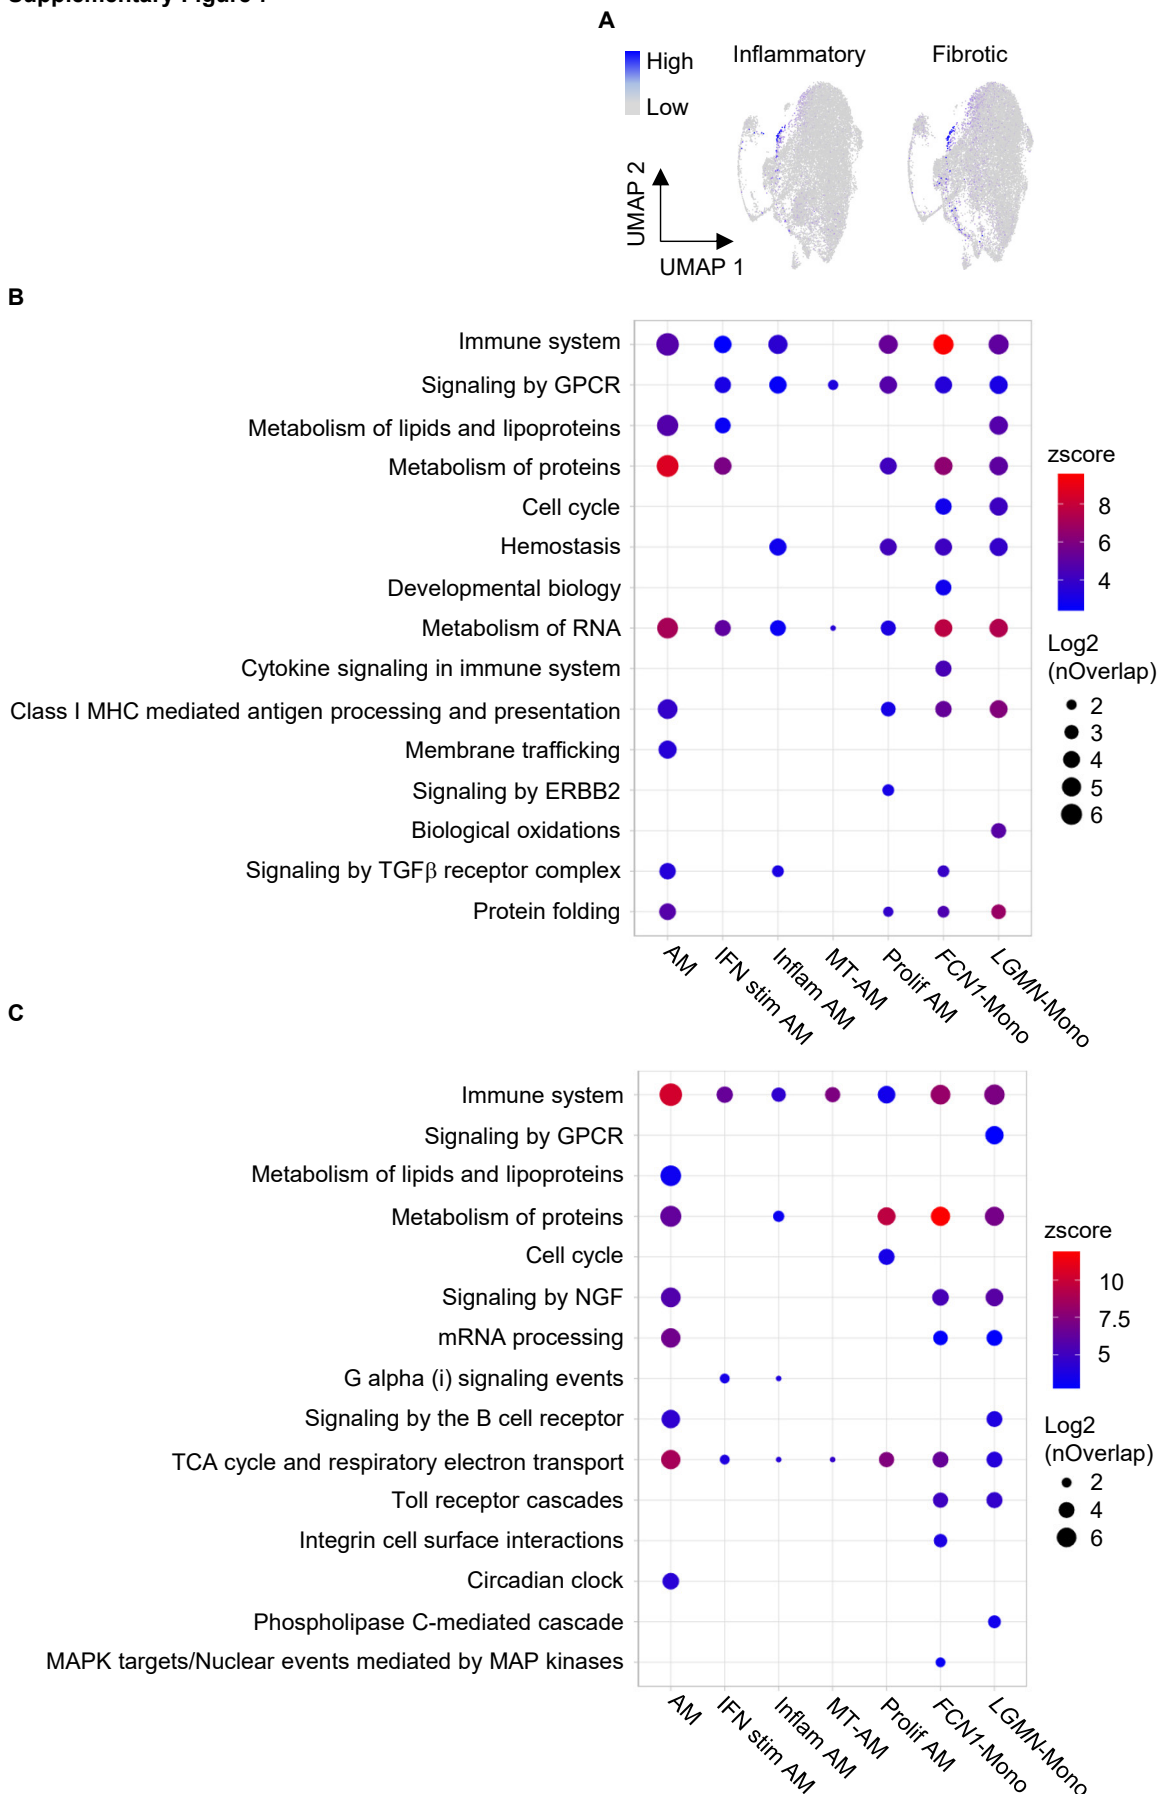 A
High
Low
Inflammatory
Fibrotic
UMAP 2
UMAP 1
B
Immune system
Signaling by GPCR
Metabolism of lipids and lipoproteins
Metabolism of proteins
Cell cycle
Hemostasis
Developmental biology
Metabolism of RNA
Cytokine signaling in immune system
Class I MHC mediated antigen processing and presentation
Membrane trafficking
Signaling by ERBB2
Biological oxidations
Signaling by TGFβ receptor complex
Protein folding
AM
IFN stim AM
Inflam AM
MT-AM
Prolif AM
FCN1-Mono
LGMN-Mono
zscore
8
6
4
Log2
(nOverlap)
2
3
4
5
6
C
Immune system
Signaling by GPCR
Metabolism of lipids and lipoproteins
Metabolism of proteins
Cell cycle
Signaling by NGF
mRNA processing
G alpha (i) signaling events
Signaling by the B cell receptor
TCA cycle and respiratory electron transport
Toll receptor cascades
Integrin cell surface interactions
Circadian clock
Phospholipase C-mediated cascade
MAPK targets/Nuclear events mediated by MAP kinases
AM
IFN stim AM
Inflam AM
MT-AM
Prolif AM
FCN1-Mono
LGMN-Mono
zscore
10
7.5
5
Log2
(nOverlap)
2
4
6